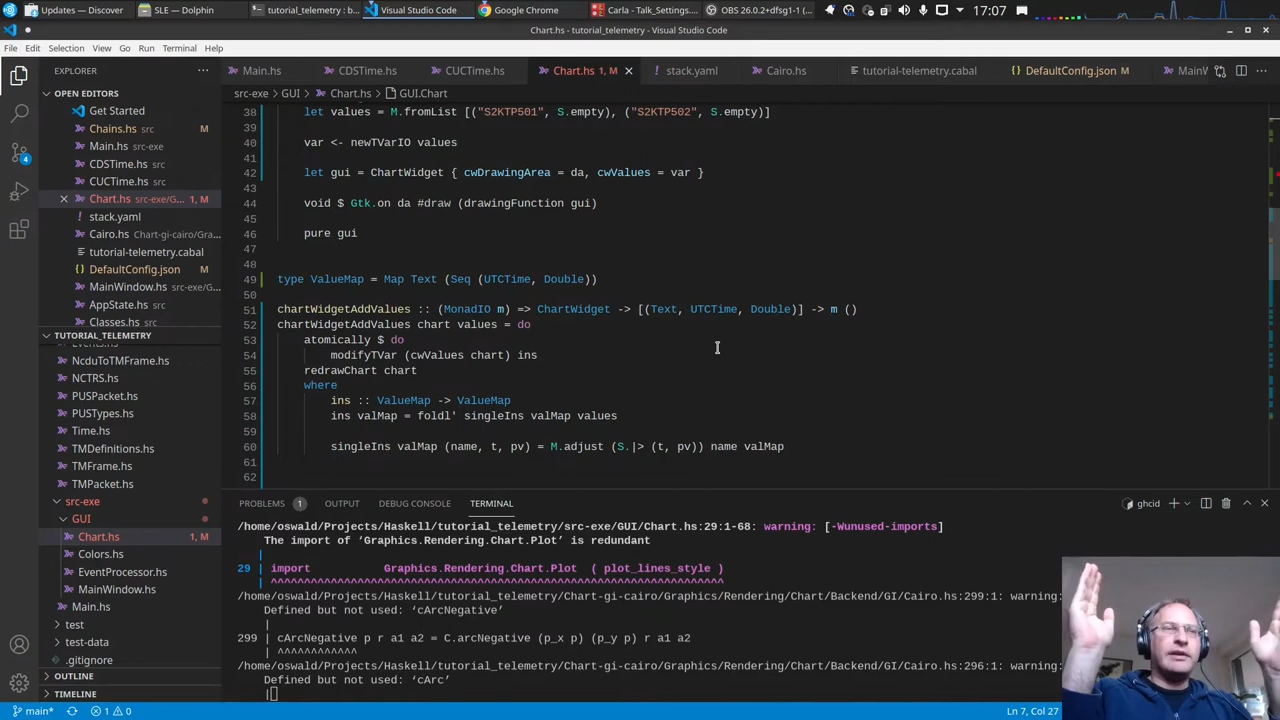 Updates — Discover
SLE — Dolphin
tutorial_telemetry : b...
Visual Studio Code
Google Chrome
Carla - Talk_Settings....
OBS 26.0.2+dfsg1-1 (...
17:07
Chart.hs - tutorial_telemetry - Visual Studio Code
File Edit Selection View Go Run Terminal Help
EXPLORER
Main.hs
CDSTime.hs
CUCTime.hs
Chart.hs 1, M
stack.yaml
Cairo.hs
tutorial-telemetry.cabal
DefaultConfig.json M
MainW
OPEN EDITORS
src-exe > GUI > Chart.hs > GUI.Chart
Get Started
Chains.hs src M
Main.hs src-exe
CDSTime.hs src
CUCTime.hs src
Chart.hs src-exe/G... 1, M
stack.yaml
Cairo.hs Chart-gi-cairo/Gra...
tutorial-telemetry.cabal
DefaultConfig.json M
MainWindow.hs src-exe/GUI
AppState.hs src-exe
Classes.hs src-exe
TUTORIAL_TELEMETRY
NcduToTMFrame.hs
NCTRS.hs
PUSPackets.hs
PUSTypes.hs
Time.hs
TMDefinitions.hs
TMFrame.hs
TMPacket.hs
src-exe
GUI
Chart.hs 1, M
Colors.hs
EventProcessor.hs
MainWindow.hs
Main.hs
test
test-data
.gitignore
OUTLINE
TIMELINE
38 let values = M.fromList [("S2KTP501", S.empty), ("S2KTP502", S.empty)]
39
40 var <- newTVarIO values
41
42 let gui = ChartWidget { cwDrawingArea = da, cwValues = var }
43
44 void $ Gtk.on da #draw (drawingFunction gui)
45
46 pure gui
47
48
49 type ValueMap = Map Text (Seq (UTCTime, Double))
50
51 chartWidgetAddValues :: (MonadIO m) => ChartWidget -> [(Text, UTCTime, Double)] -> m ()
52 chartWidgetAddValues chart values = do
53 atomically $ do
54 modifyTVar (cwValues chart) ins
55 redrawChart chart
56 where
57 ins :: ValueMap -> ValueMap
58 ins valMap = foldl' singleIns valMap values
59
60 singleIns valMap (name, t, pv) = M.adjust (S.|> (t, pv)) name valMap
61
62
PROBLEMS 1 OUTPUT DEBUG CONSOLE TERMINAL ghcid
/home/oswald/Projects/Haskell/tutorial_telemetry/src-exe/GUI/Chart.hs:29:1-68: warning: [-Wunused-imports]
The import of ‘Graphics.Rendering.Chart.Plot’ is redundant
|
29 | import Graphics.Rendering.Chart.Plot ( plot_lines_style )
| ^^^^^^^^^^^^^^^^^^^^^^^^^^^^^^^^^^^^^^^^^^^^^^^^^^^^^^^^^^^^^^^^^^^^
/home/oswald/Projects/Haskell/tutorial_telemetry/Chart-gi-cairo/Graphics/Rendering/Chart/Backend/GI/Cairo.hs:299:1: warning:
Defined but not used: ‘cArcNegative’
|
299 | cArcNegative p r a1 a2 = C.arcNegative (p_x p) (p_y p) r a1 a2
| ^^^^^^^^^^^^
/home/oswald/Projects/Haskell/tutorial_telemetry/Chart-gi-cairo/Graphics/Rendering/Chart/Backend/GI/Cairo.hs:296:1: warning:
Defined but not used: ‘cArc’
|
main* 1 0 Ln 7, Col 27